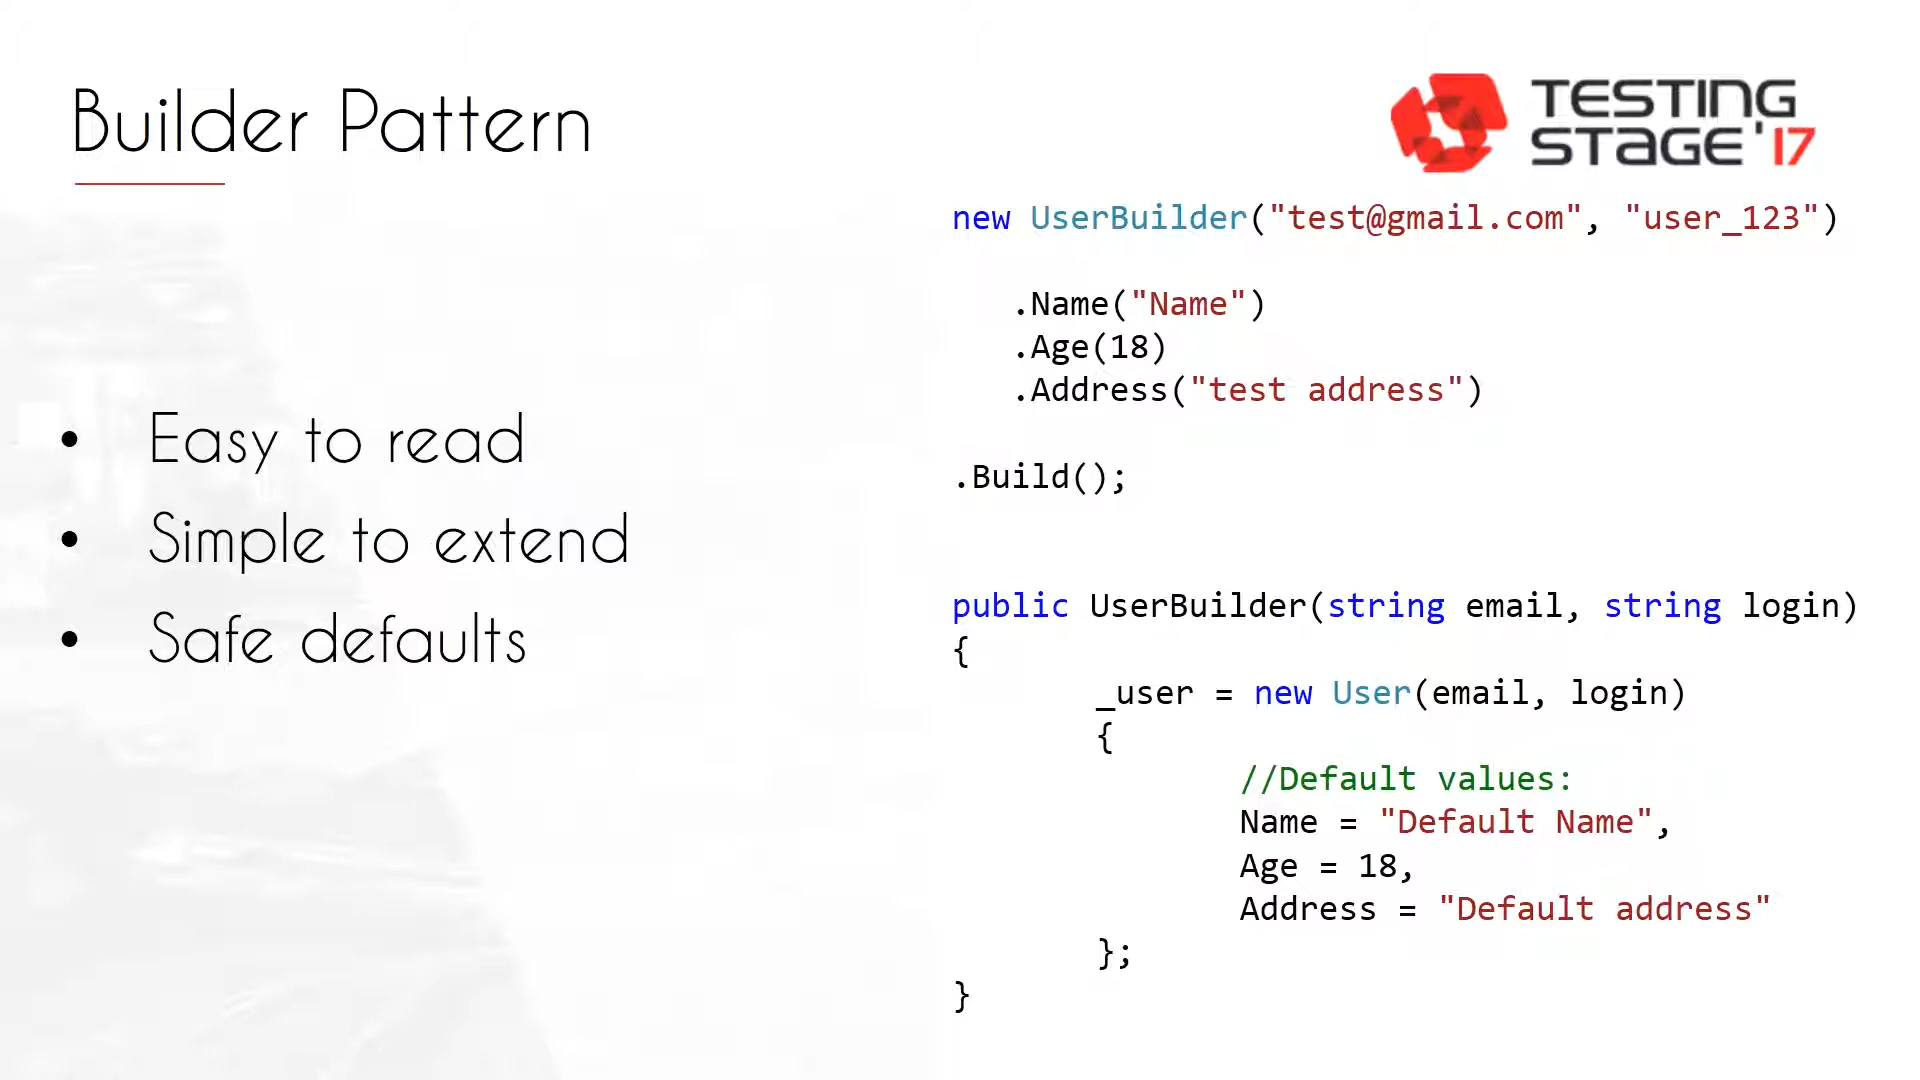 Builder Pattern
TESTING
STAGE'17
• Easy to read
• Simple to extend
• Safe defaults
new UserBuilder("test@gmail.com", "user_123")
.Name("Name")
.Age(18)
.Address("test address")
.Build();
public UserBuilder(string email, string login)
{
_user = new User(email, login)
{
//Default values:
Name = "Default Name",
Age = 18,
Address = "Default address"
};
}